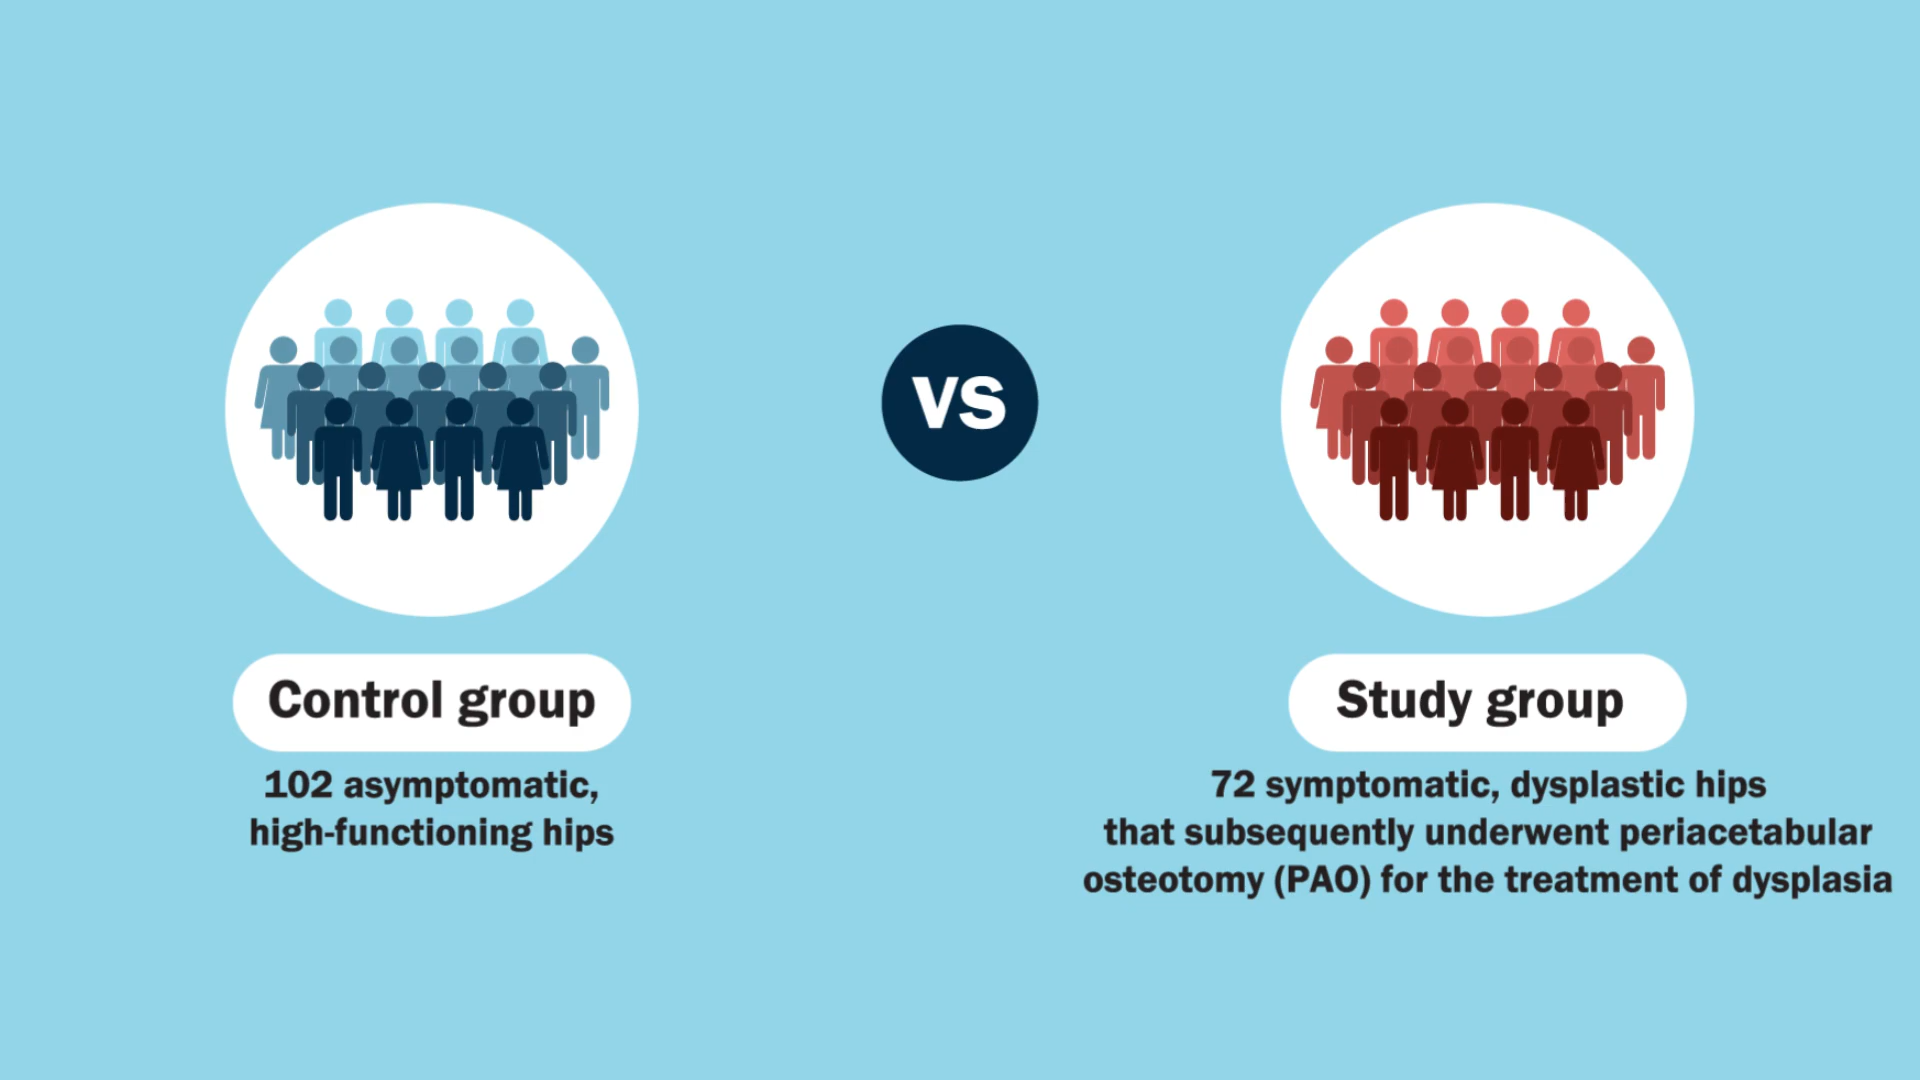 VS
Control group
102 asymptomatic,
high-functioning hips
Study group
72 symptomatic, dysplastic hips
that subsequently underwent periacetabular
osteotomy (PAO) for the treatment of dysplasia